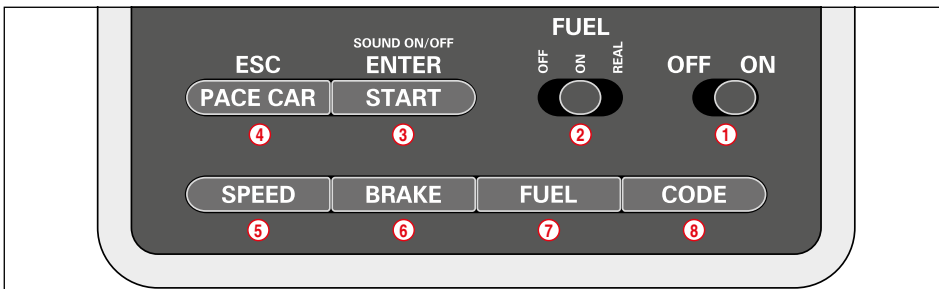 FUEL
SOUND ON/OFF
ESC ENTER OFF ON REAL OFF ON
PACE CAR START
4 3 2 1
SPEED BRAKE FUEL CODE
5 6 7 8